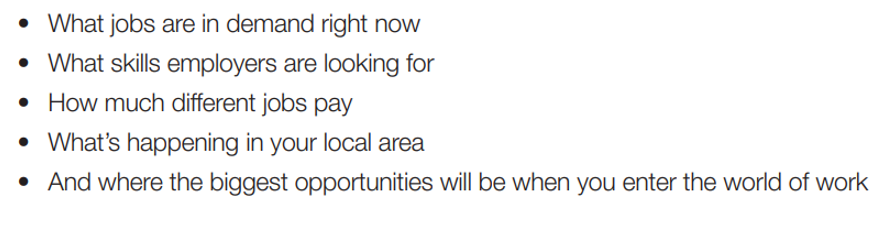 • What jobs are in demand right now
• What skills employers are looking for
• How much different jobs pay
• What’s happening in your local area
• And where the biggest opportunities will be when you enter the world of work